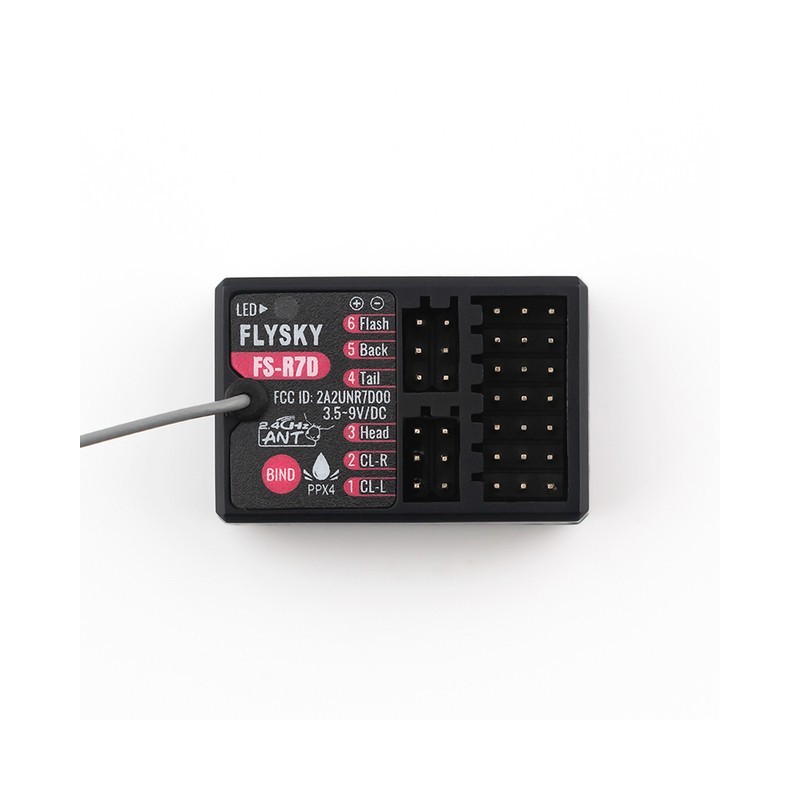 LED
+ -
FLYSKY
FS-R7D
6 Flash
5 Back
4 Tail
FCC ID: 2A2UNR7D00
3.5~9V/DC
2.4GHz
ANT
3 Head
2 CL-R
1 CL-L
BIND
PPX4